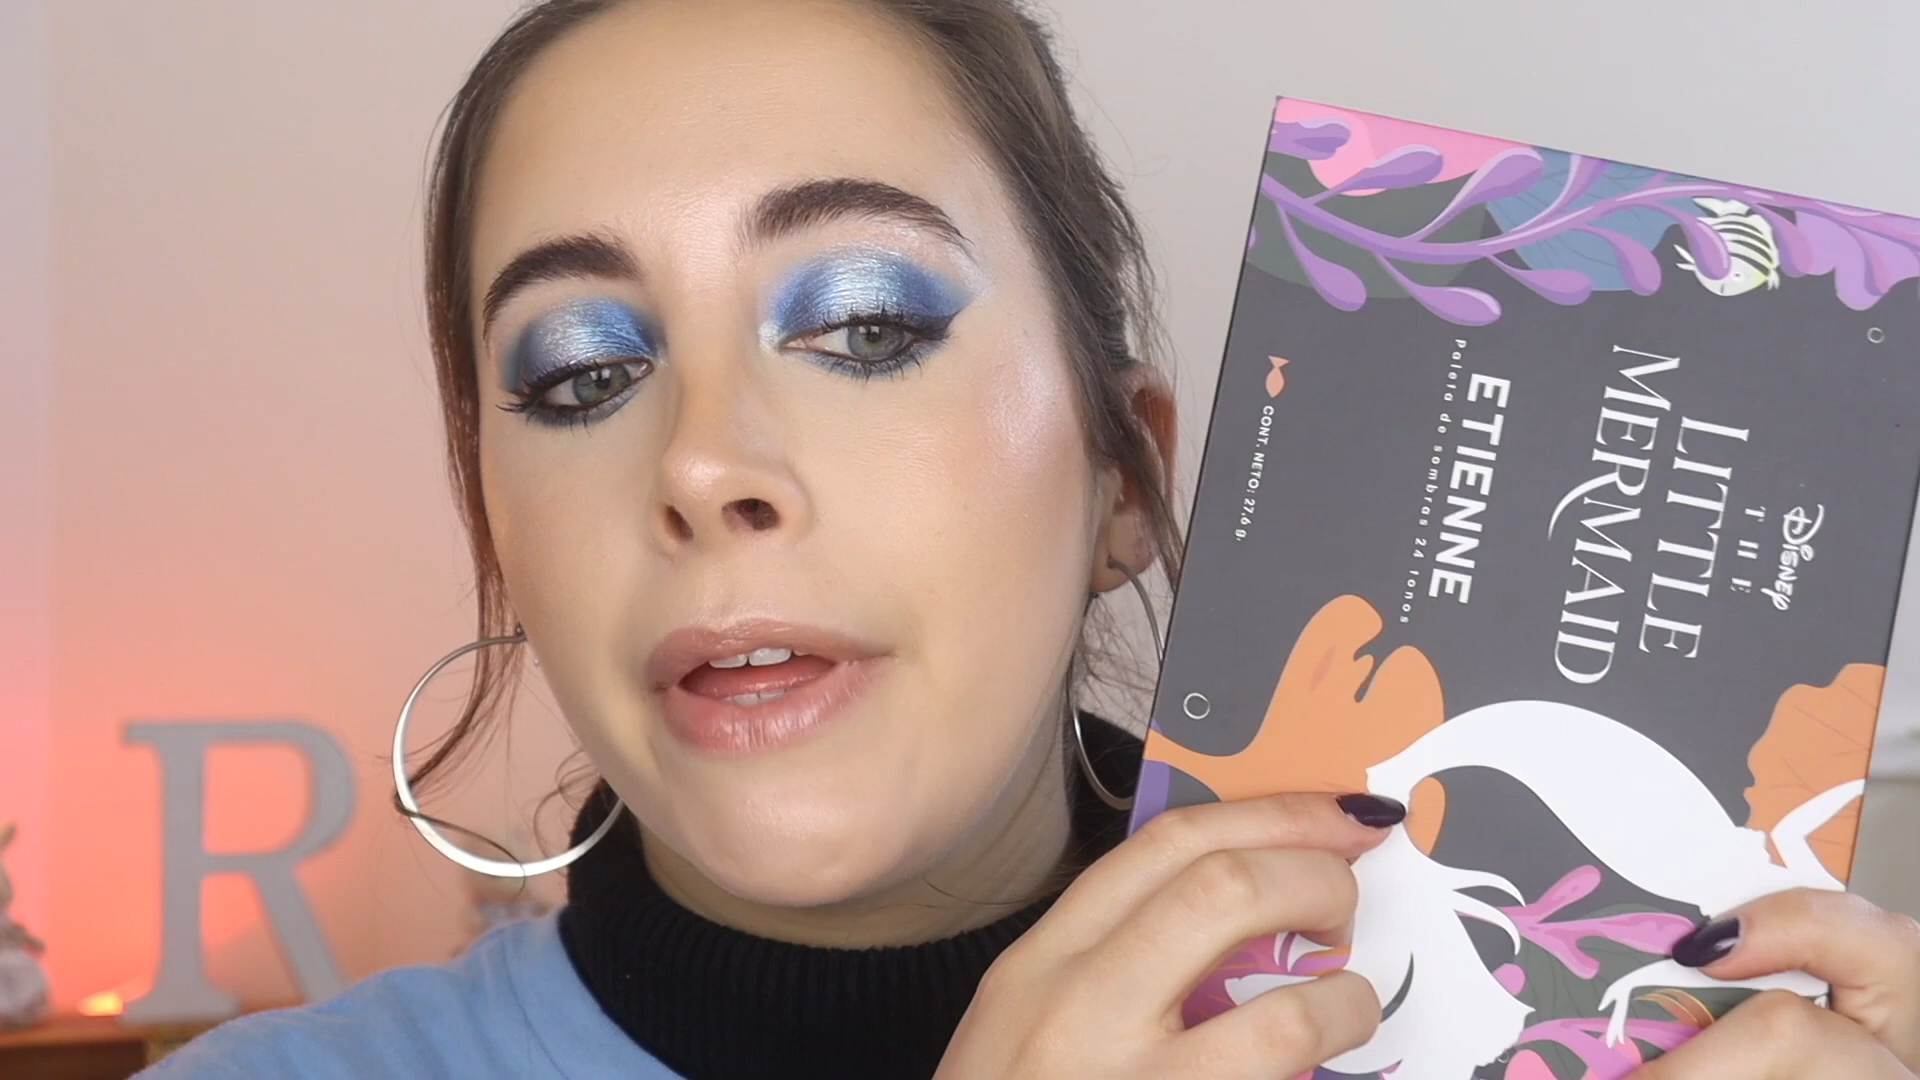 R
Disney
THE
LITTLE
MERMAID
ETIENNE
Paleta de sombras 24 tonos
CONT. NETO: 27,6 g.